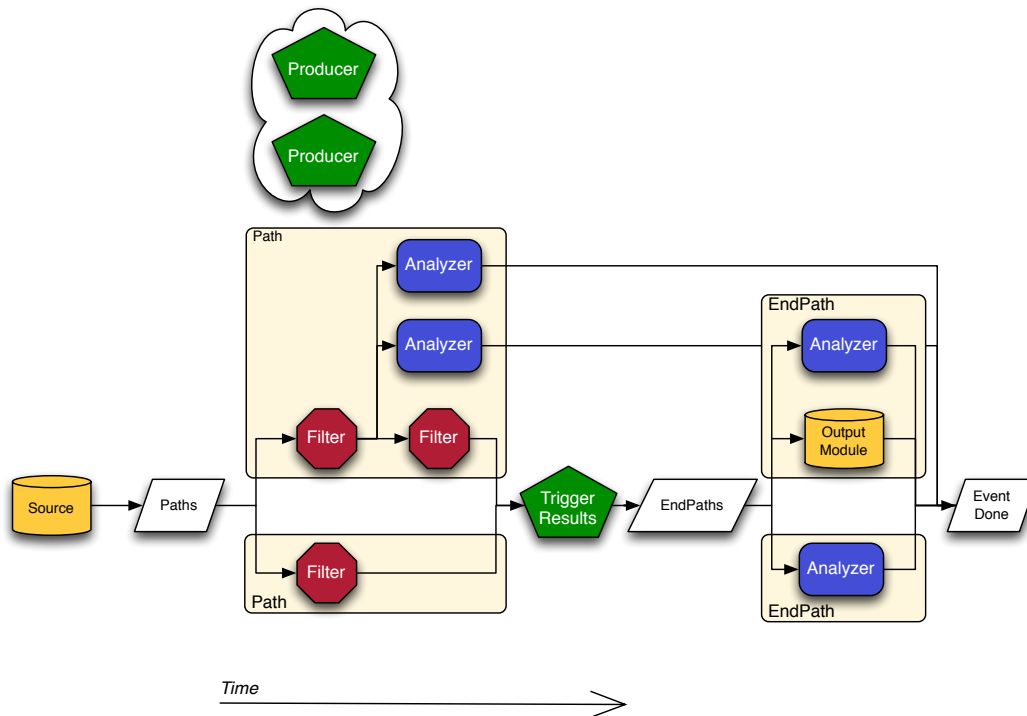 Producer
Producer
Path
Analyzer
Analyzer
Filter
Filter
Source
Paths
Filter
Path
Trigger
Results
EndPaths
EndPath
Analyzer
Output
Module
Analyzer
EndPath
Event
Done
Time